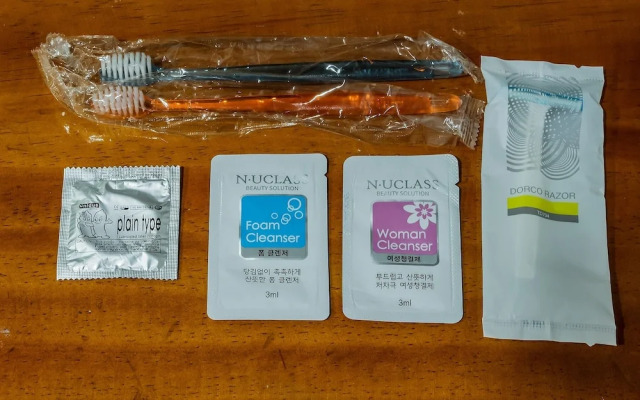 plain type
N·UCLASS
BEAUTY SOLUTION
Foam
Cleanser
폼 클렌저
당김없이 촉촉하게
산뜻한 폼 클렌저
3ml
N·UCLASS
BEAUTY SOLUTION
Woman
Cleanser
여성청결제
부드럽고 산뜻하게
저자극 여성청결제
3ml
DORCO RAZOR